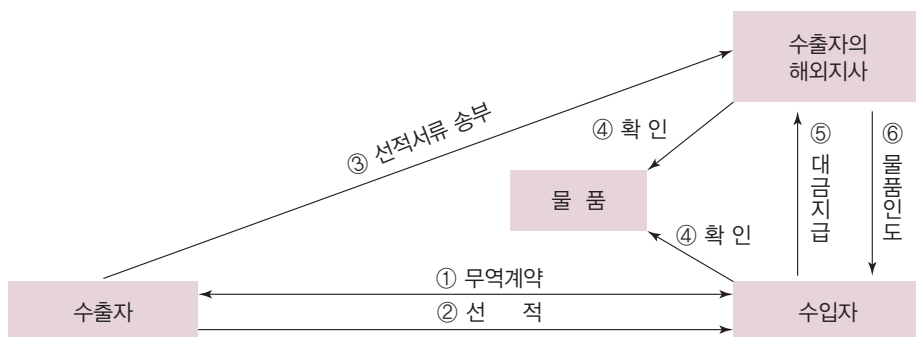 수출자의
해외지사
③ 선적서류 송부
④ 확 인
⑤ 대금지급
⑥ 물품인도
물 품
④ 확 인
① 무역계약
수출자
② 선 적
수입자